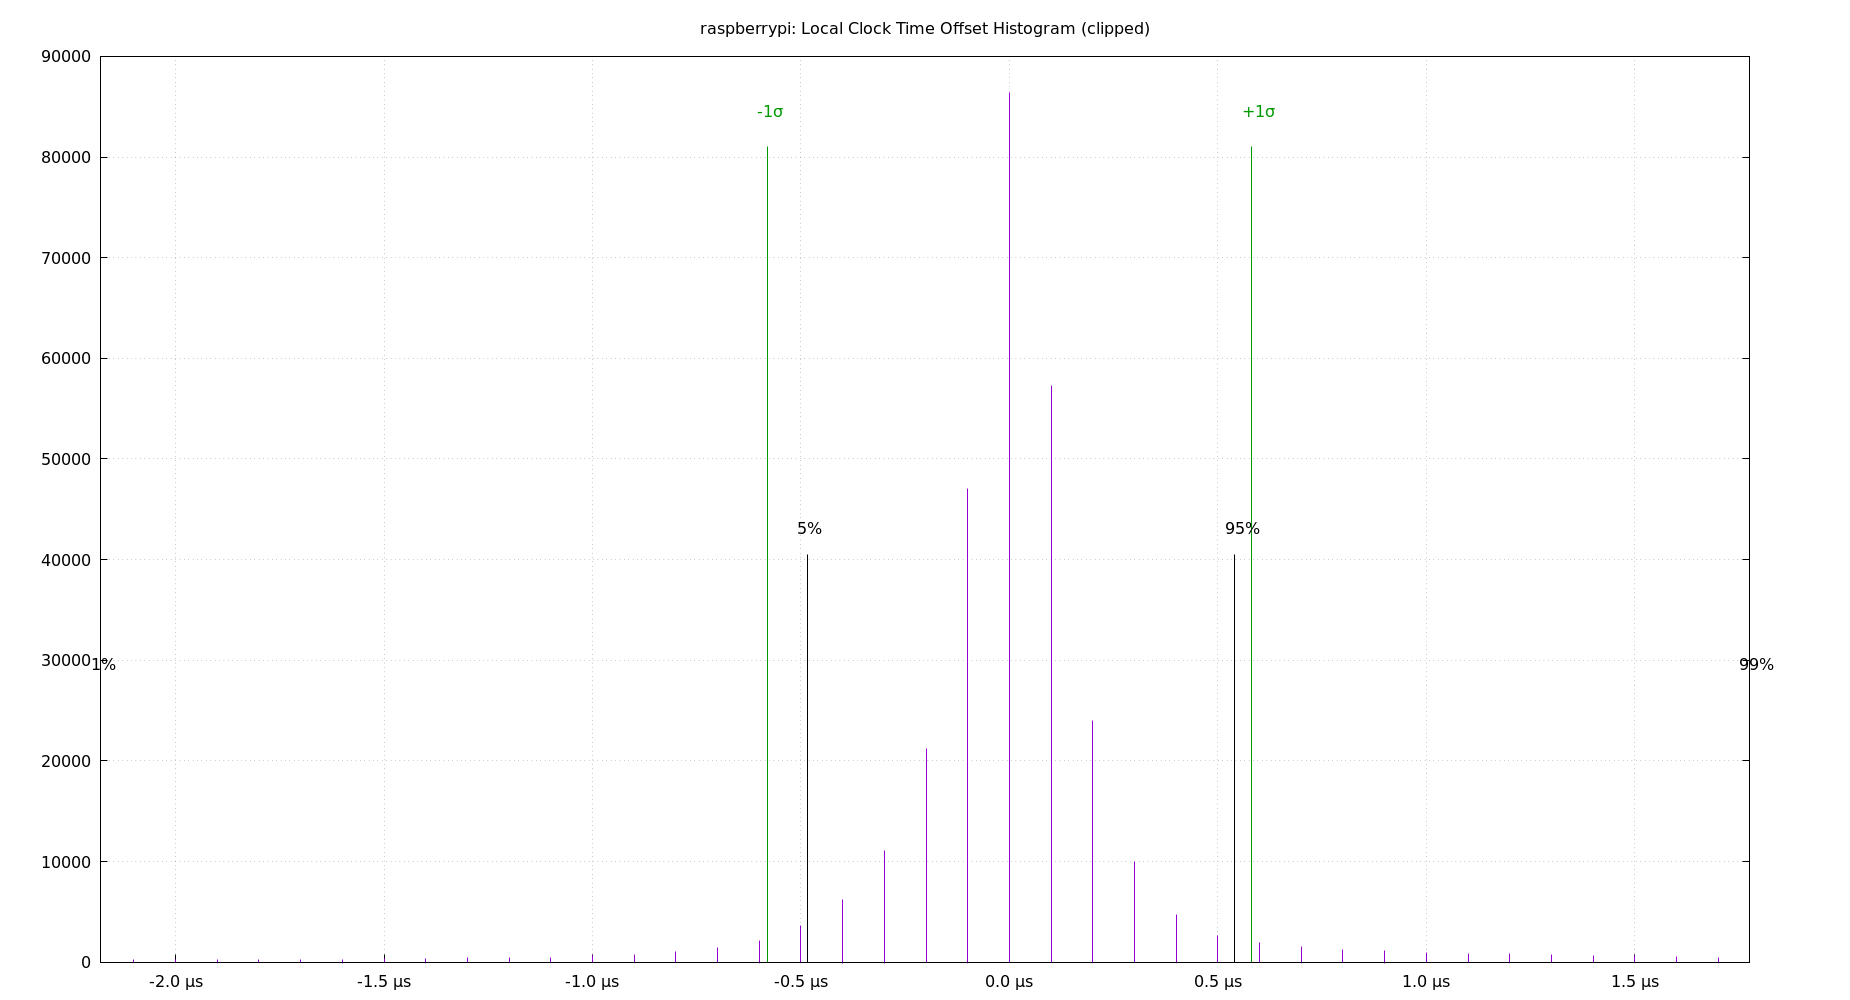 raspberrypi: Local Clock Time Offset Histogram (clipped)
90000
-1σ
+1σ
80000
70000
60000
50000
5%
95%
40000
30000
1%
99%
20000
10000
0
-2.0 µs
-1.5 µs
-1.0 µs
-0.5 µs
0.0 µs
0.5 µs
1.0 µs
1.5 µs